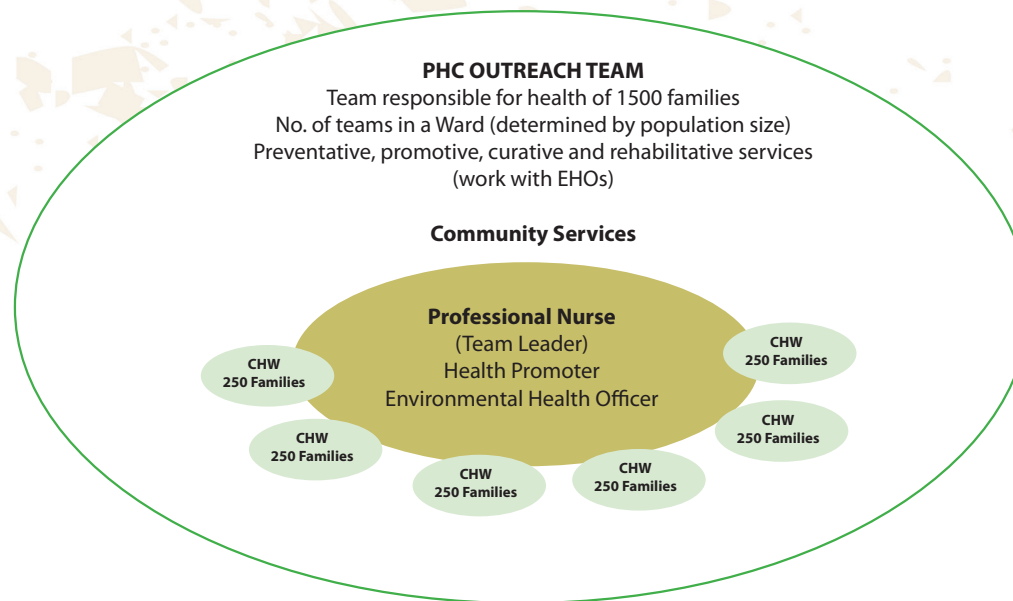 PHC OUTREACH TEAM
Team responsible for health of 1500 families
No. of teams in a Ward (determined by population size)
Preventative, promotive, curative and rehabilitative services
(work with EHOs)
Community Services
Professional Nurse
(Team Leader)
Health Promoter
Environmental Health Officer
CHW
250 Families
CHW
250 Families
CHW
250 Families
CHW
250 Families
CHW
250 Families
CHW
250 Families